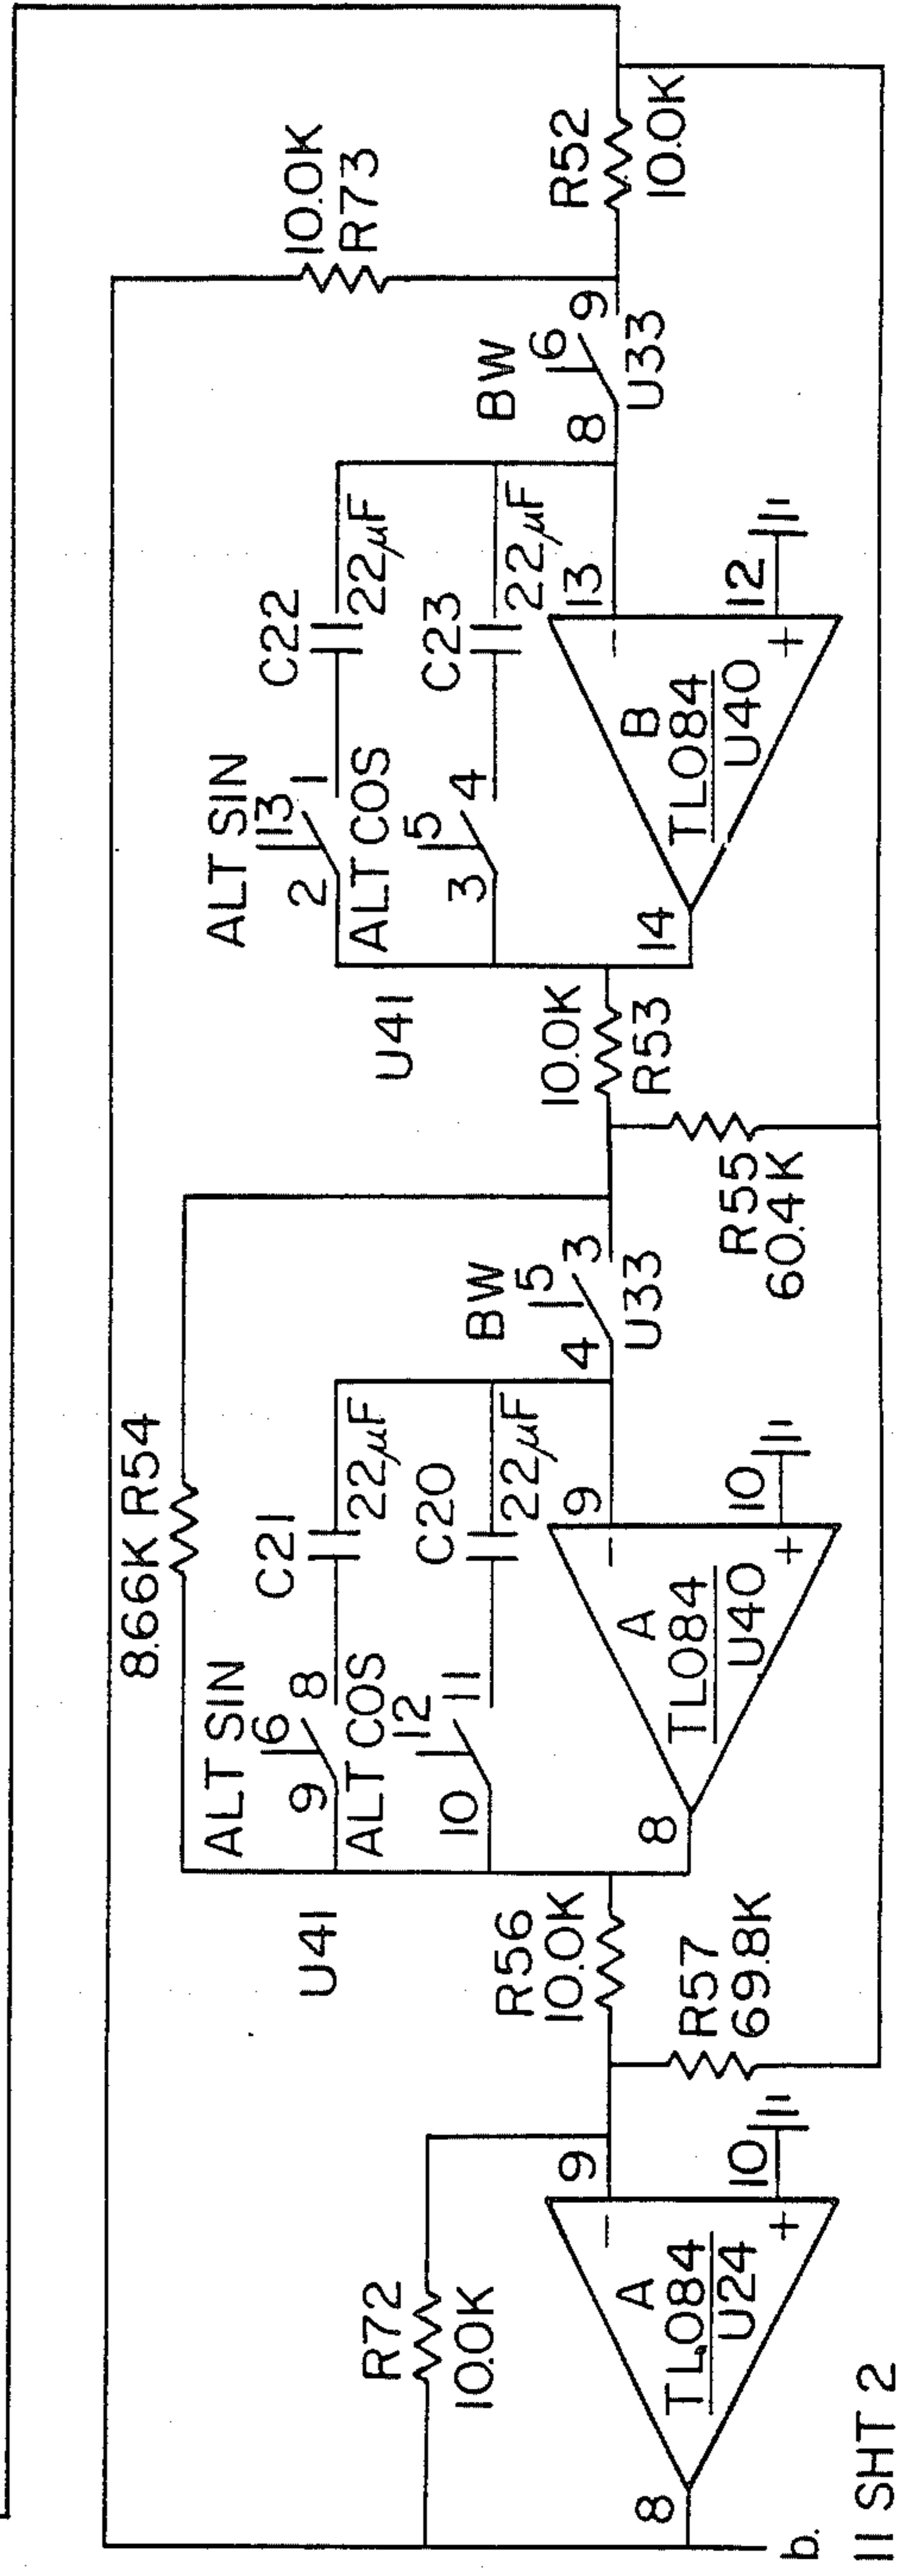 8.66K R54
ALT SIN
6
9
8
C21
22µF
ALT COS
12
10
11
C20
22µF
U41
BW
5
4
3
U33
9
10
-
+
A
TL084
U40
8
R56
10.0K
R57
69.8K
R72
10.0K
9
10
-
+
A
TL084
U24
8
b.
11 SHT 2
ALT SIN
13
2
1
C22
22µF
ALT COS
5
3
4
C23
22µF
U41
10.0K
R53
R55
60.4K
14
13
12
-
+
B
TL084
U40
BW
6
8
9
U33
10.0K
R73
R52
10.0K